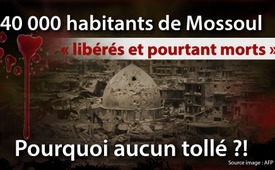 40 000 habitants de Mossoul
« libérés et pourtant morts »
Pourquoi aucun tollé ?!
Source image : AFP